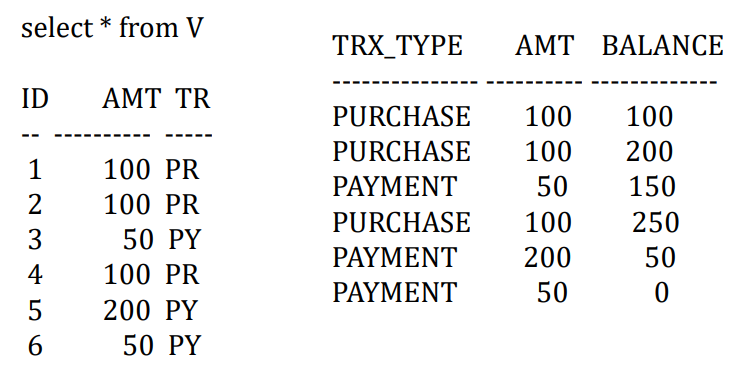 select * from V
ID AMT TR
-- ---------- -----
1 100 PR
2 100 PR
3 50 PY
4 100 PR
5 200 PY
6 50 PY
TRX_TYPE AMT BALANCE
--------------- ---------- -------------
PURCHASE 100 100
PURCHASE 100 200
PAYMENT 50 150
PURCHASE 100 250
PAYMENT 200 50
PAYMENT 50 0